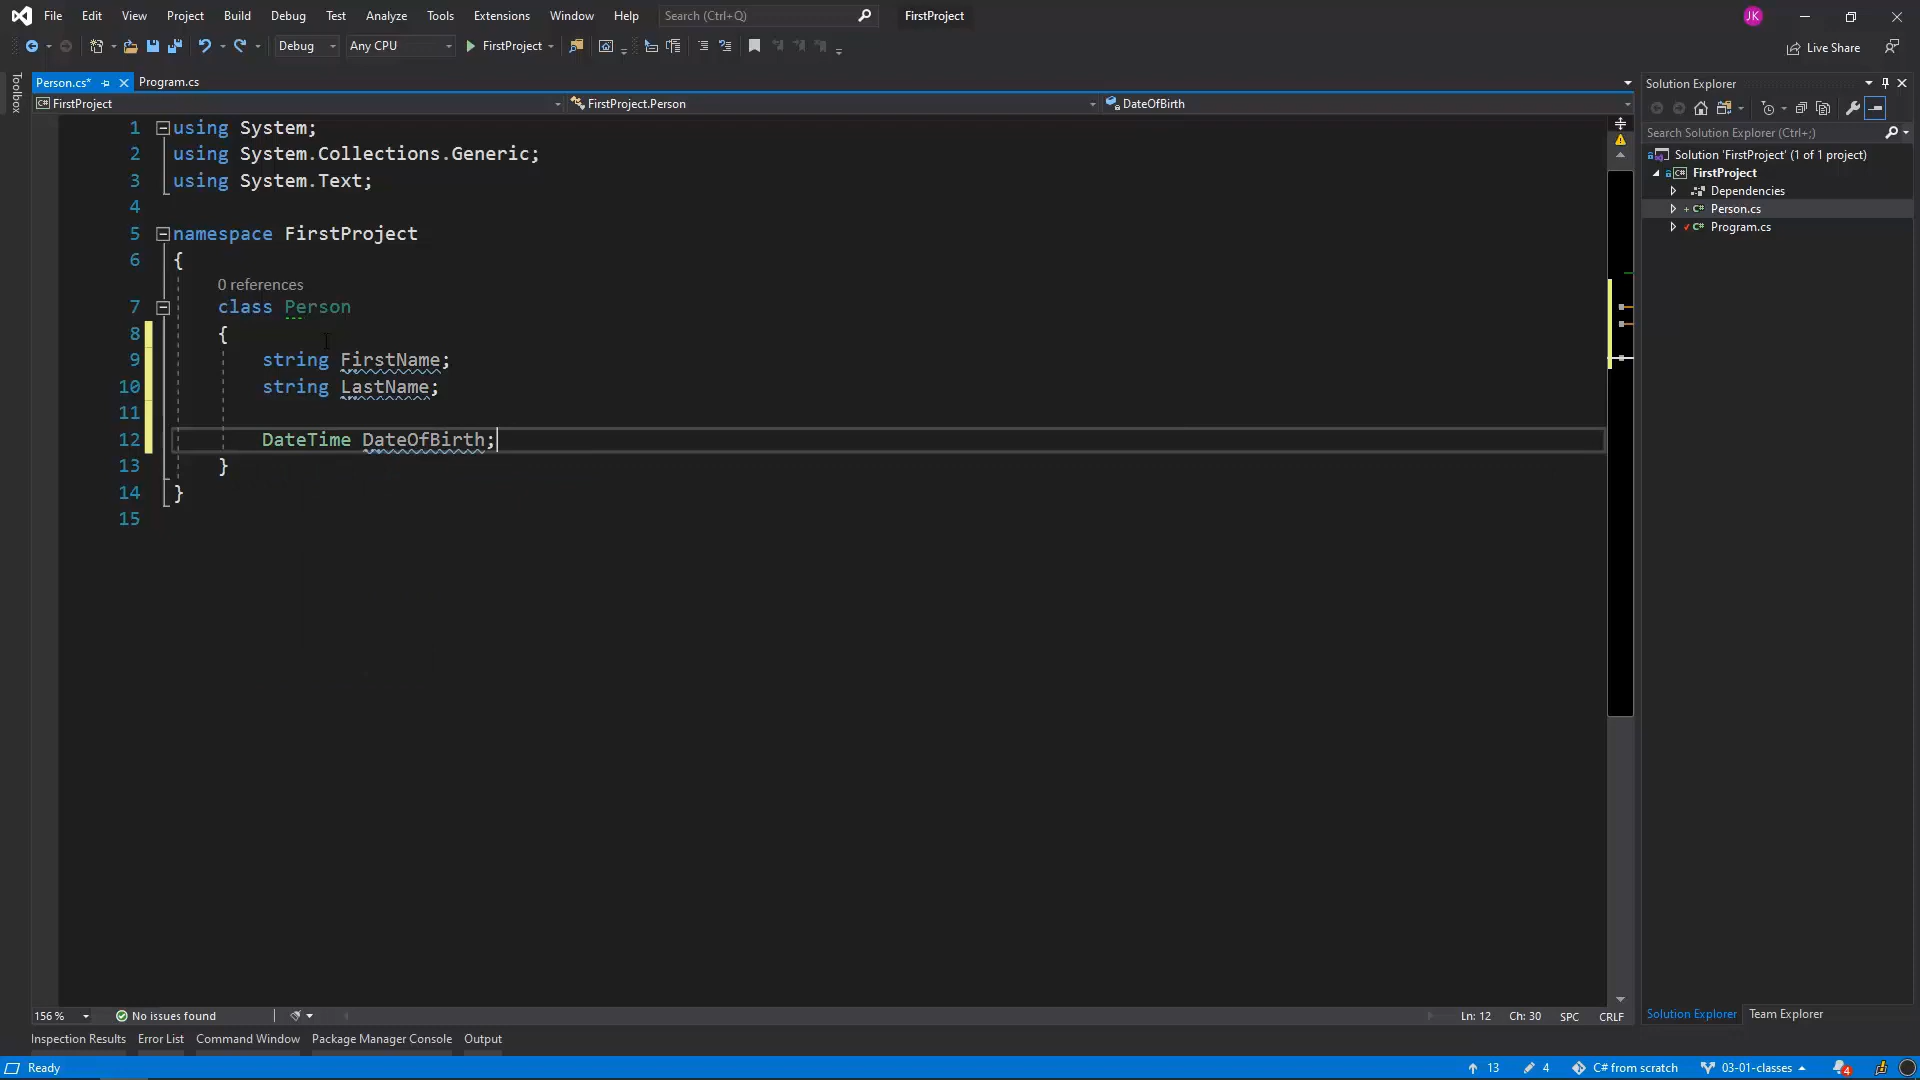 File Edit View Project Build Debug Test Analyze Tools Extensions Window Help Search (Ctrl+Q) FirstProject JK
Debug Any CPU FirstProject Live Share
Toolbox
Person.cs* Program.cs
FirstProject FirstProject.Person DateOfBirth
1 using System;
2 using System.Collections.Generic;
3 using System.Text;
4
5 namespace FirstProject
6 {
0 references
7 class Person
8 {
9 string FirstName;
10 string LastName;
11
12 DateTime DateOfBirth;
13 }
14 }
15
Solution Explorer
Search Solution Explorer (Ctrl+;)
Solution 'FirstProject' (1 of 1 project)
C# FirstProject
Dependencies
C# Person.cs
C# Program.cs
156 % No issues found Ln: 12 Ch: 30 SPC CRLF
Solution Explorer Team Explorer
Inspection Results Error List Command Window Package Manager Console Output
Ready 13 4 C# from scratch 03-01-classes 4